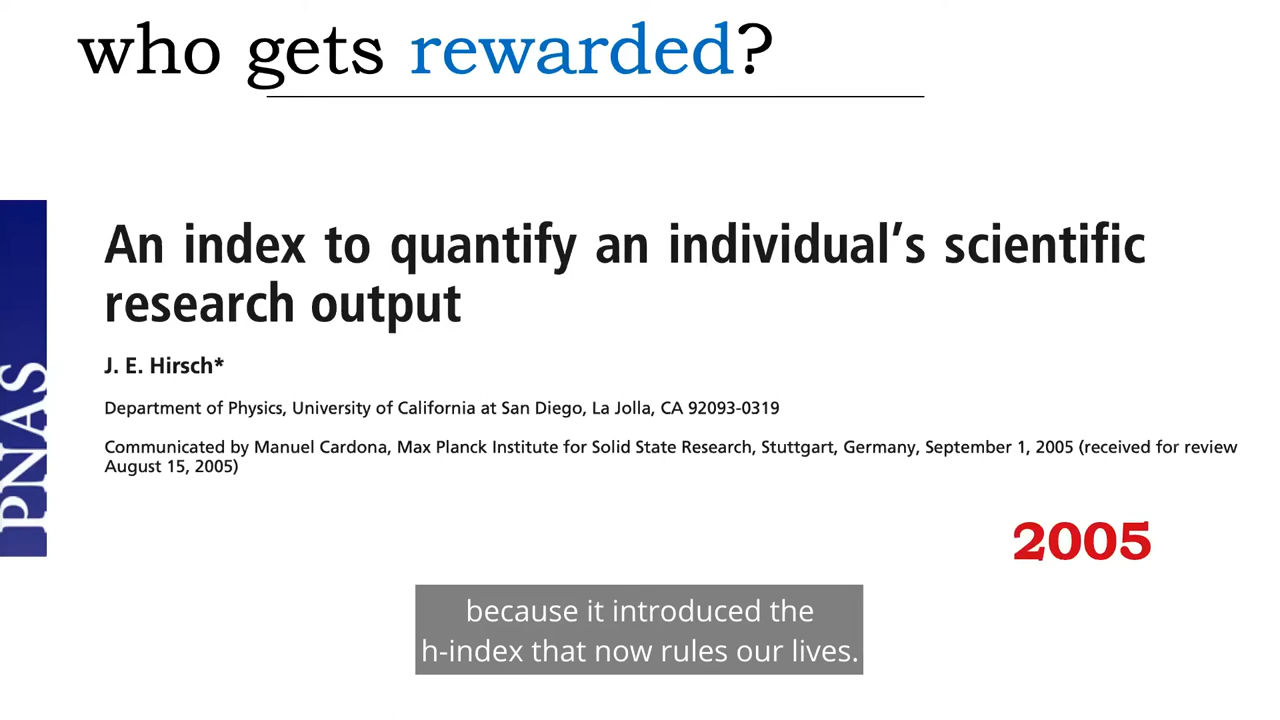 who gets rewarded?
An index to quantify an individual’s scientific
research output
J. E. Hirsch*
Department of Physics, University of California at San Diego, La Jolla, CA 92093-0319
Communicated by Manuel Cardona, Max Planck Institute for Solid State Research, Stuttgart, Germany, September 1, 2005 (received for review
August 15, 2005)
PNAS
2005
because it introduced the
h-index that now rules our lives.